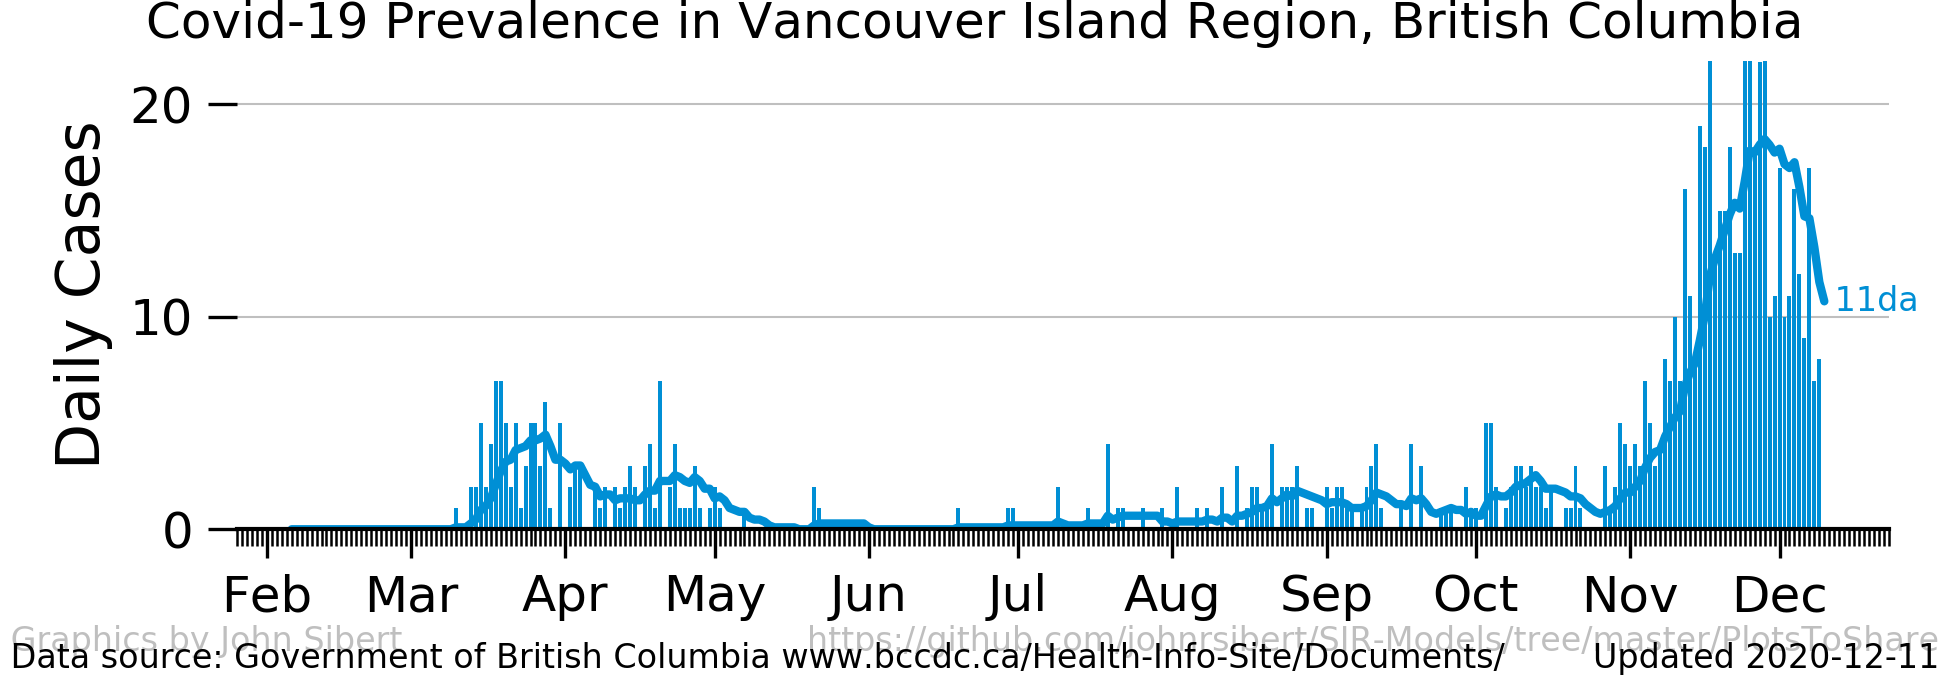 Covid-19 Prevalence in Vancouver Island Region, British Columbia
Daily Cases
20
10
0
11da
Feb Mar Apr May Jun Jul Aug Sep Oct Nov Dec
Graphics by John Sibert https://github.com/johnrsibert/SIR-Models/tree/master/PlotsToShare
Data source: Government of British Columbia www.bccdc.ca/Health-Info-Site/Documents/ Updated 2020-12-11